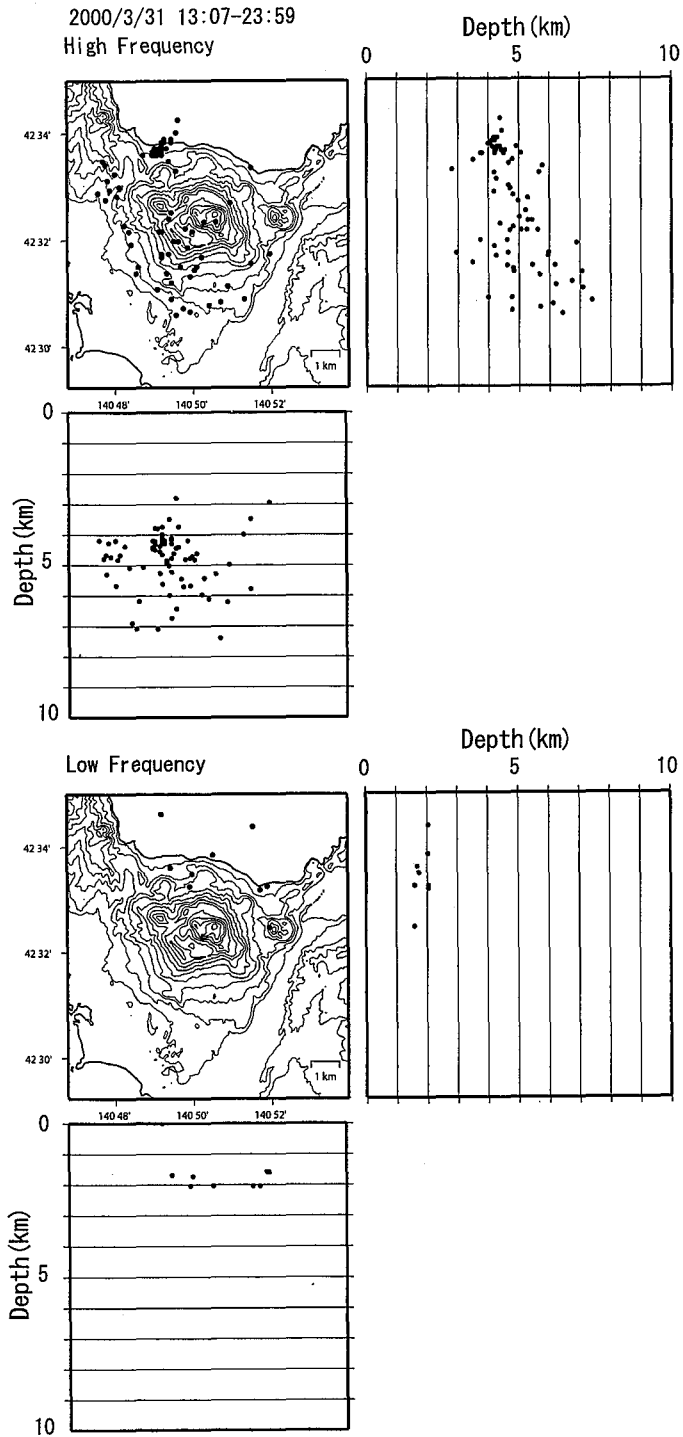 2000/3/31 13:07-23:59
High Frequency
Depth(km)
0 5 10
42 34'
42 32'
42 30'
1 km
140 48' 140 50' 140 52'
0
5
10
Depth(km)
Low Frequency
Depth(km)
0 5 10
42 34'
42 32'
42 30'
1 km
140 48' 140 50' 140 52'
0
5
10
Depth(km)